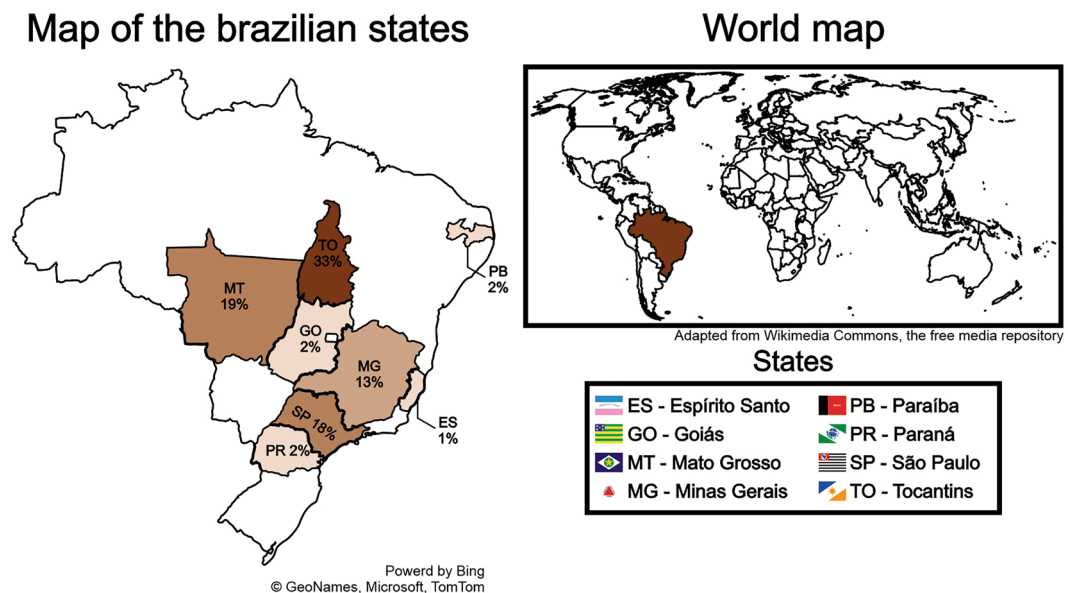 Map of the brazilian states
World map
TO
33%
MT
19%
PB
2%
GO
2%
MG
13%
SP 18%
ES
1%
PR 2%
Powerd by Bing
© GeoNames, Microsoft, TomTom
Adapted from Wikimedia Commons, the free media repository
States
ES - Espírito Santo
GO - Goiás
MT - Mato Grosso
MG - Minas Gerais
PB - Paraíba
PR - Paraná
SP - São Paulo
TO - Tocantins